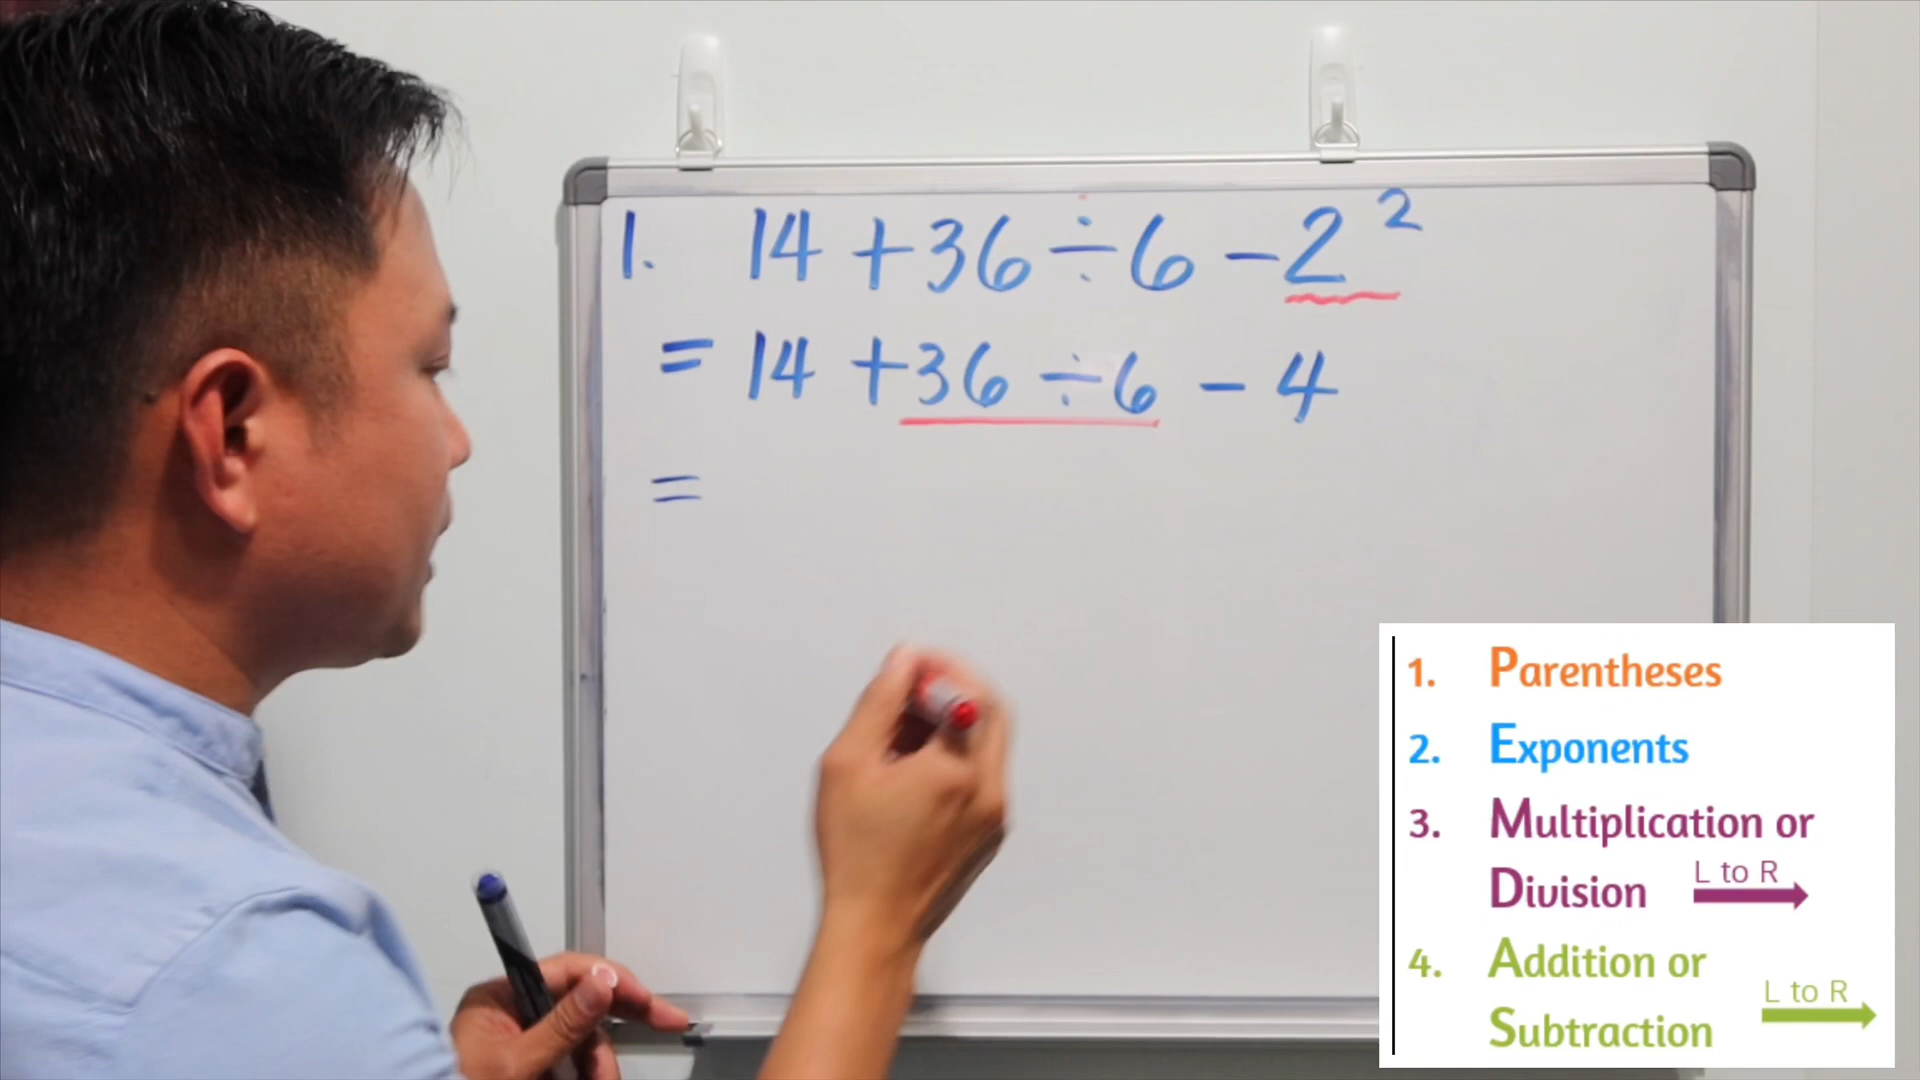 1. 14 + 36 ÷ 6 - 2²
= 14 + 36 ÷ 6 - 4
=
1. Parentheses
2. Exponents
3. Multiplication or
Division L to R
4. Addition or
Subtraction L to R